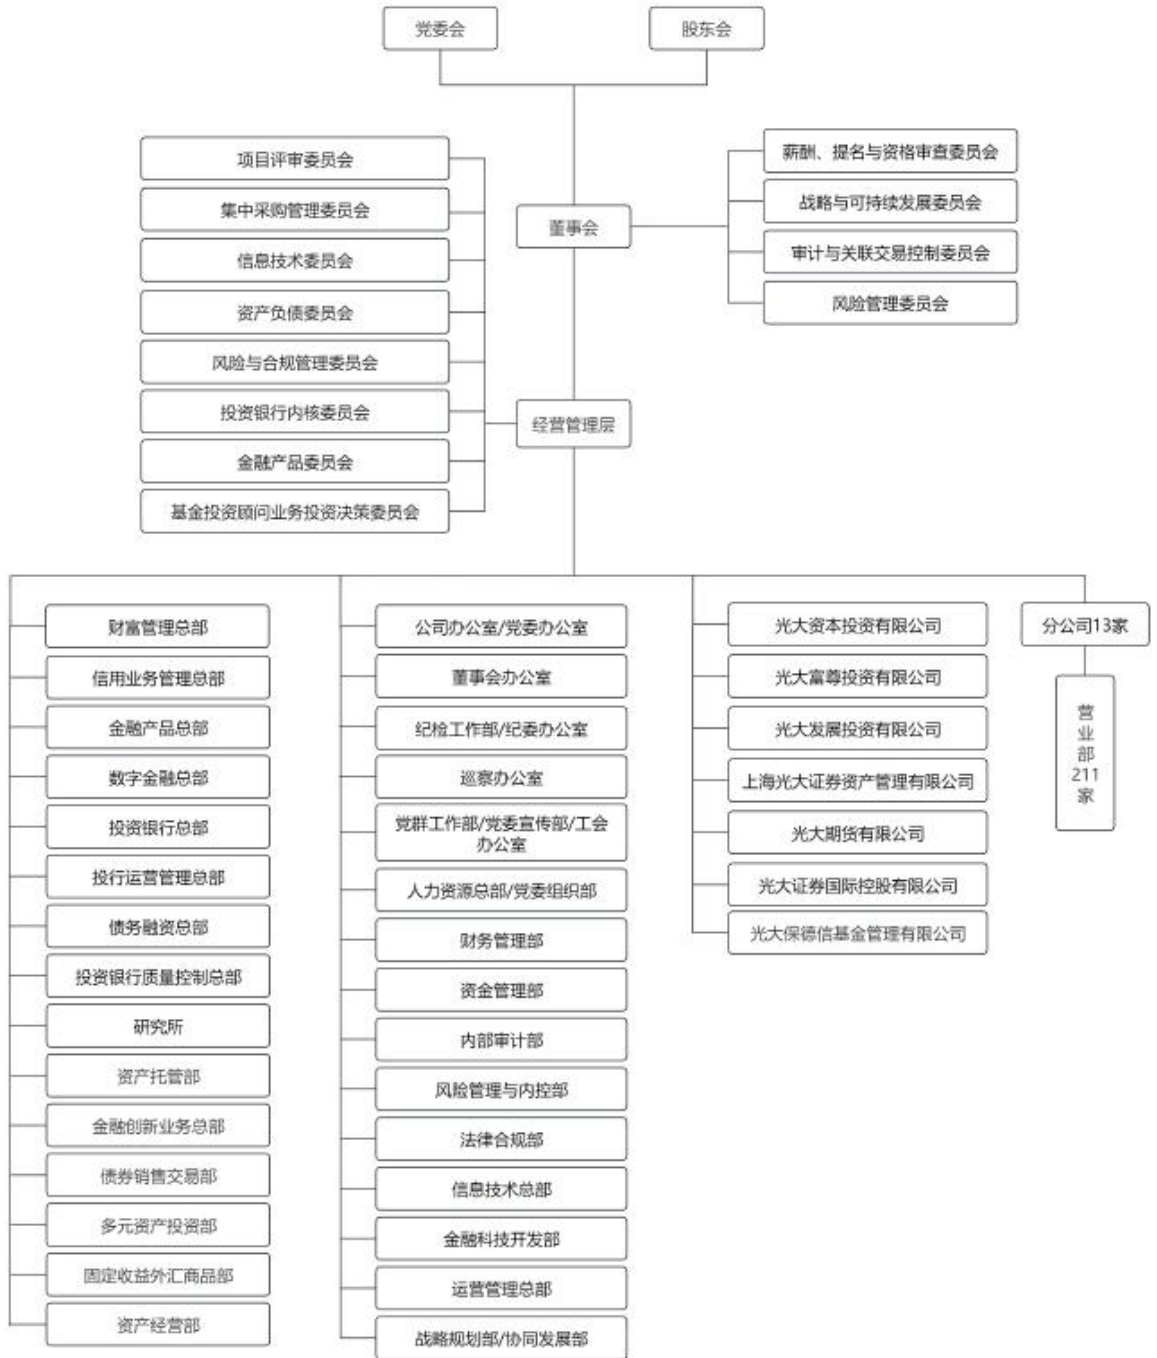 党委会
股东会
项目评审委员会
集中采购管理委员会
信息技术委员会
资产负债委员会
风险与合规管理委员会
投资银行内核委员会
金融产品委员会
基金投资顾问业务投资决策委员会
董事会
经营管理层
薪酬、提名与资格审查委员会
战略与可持续发展委员会
审计与关联交易控制委员会
风险管理委员会
财富管理总部
信用业务管理总部
金融产品总部
数字金融总部
投资银行总部
投行运营管理总部
债务融资总部
投资银行质量控制总部
研究所
资产托管部
金融创新业务总部
债券销售交易部
多元资产投资部
固定收益外汇商品部
资产经营部
公司办公室/党委办公室
董事会办公室
纪检工作部/纪委办公室
巡察办公室
党群工作部/党委宣传部/工会
办公室
人力资源总部/党委组织部
财务管理部
资金管理部
内部审计部
风险管理与内控部
法律合规部
信息技术总部
金融科技开发部
运营管理总部
战略规划部/协同发展部
光大资本投资有限公司
光大富尊投资有限公司
光大发展投资有限公司
上海光大证券资产管理有限公司
光大期货有限公司
光大证券国际控股有限公司
光大保德信基金管理有限公司
分公司13家
营
业
部
211
家